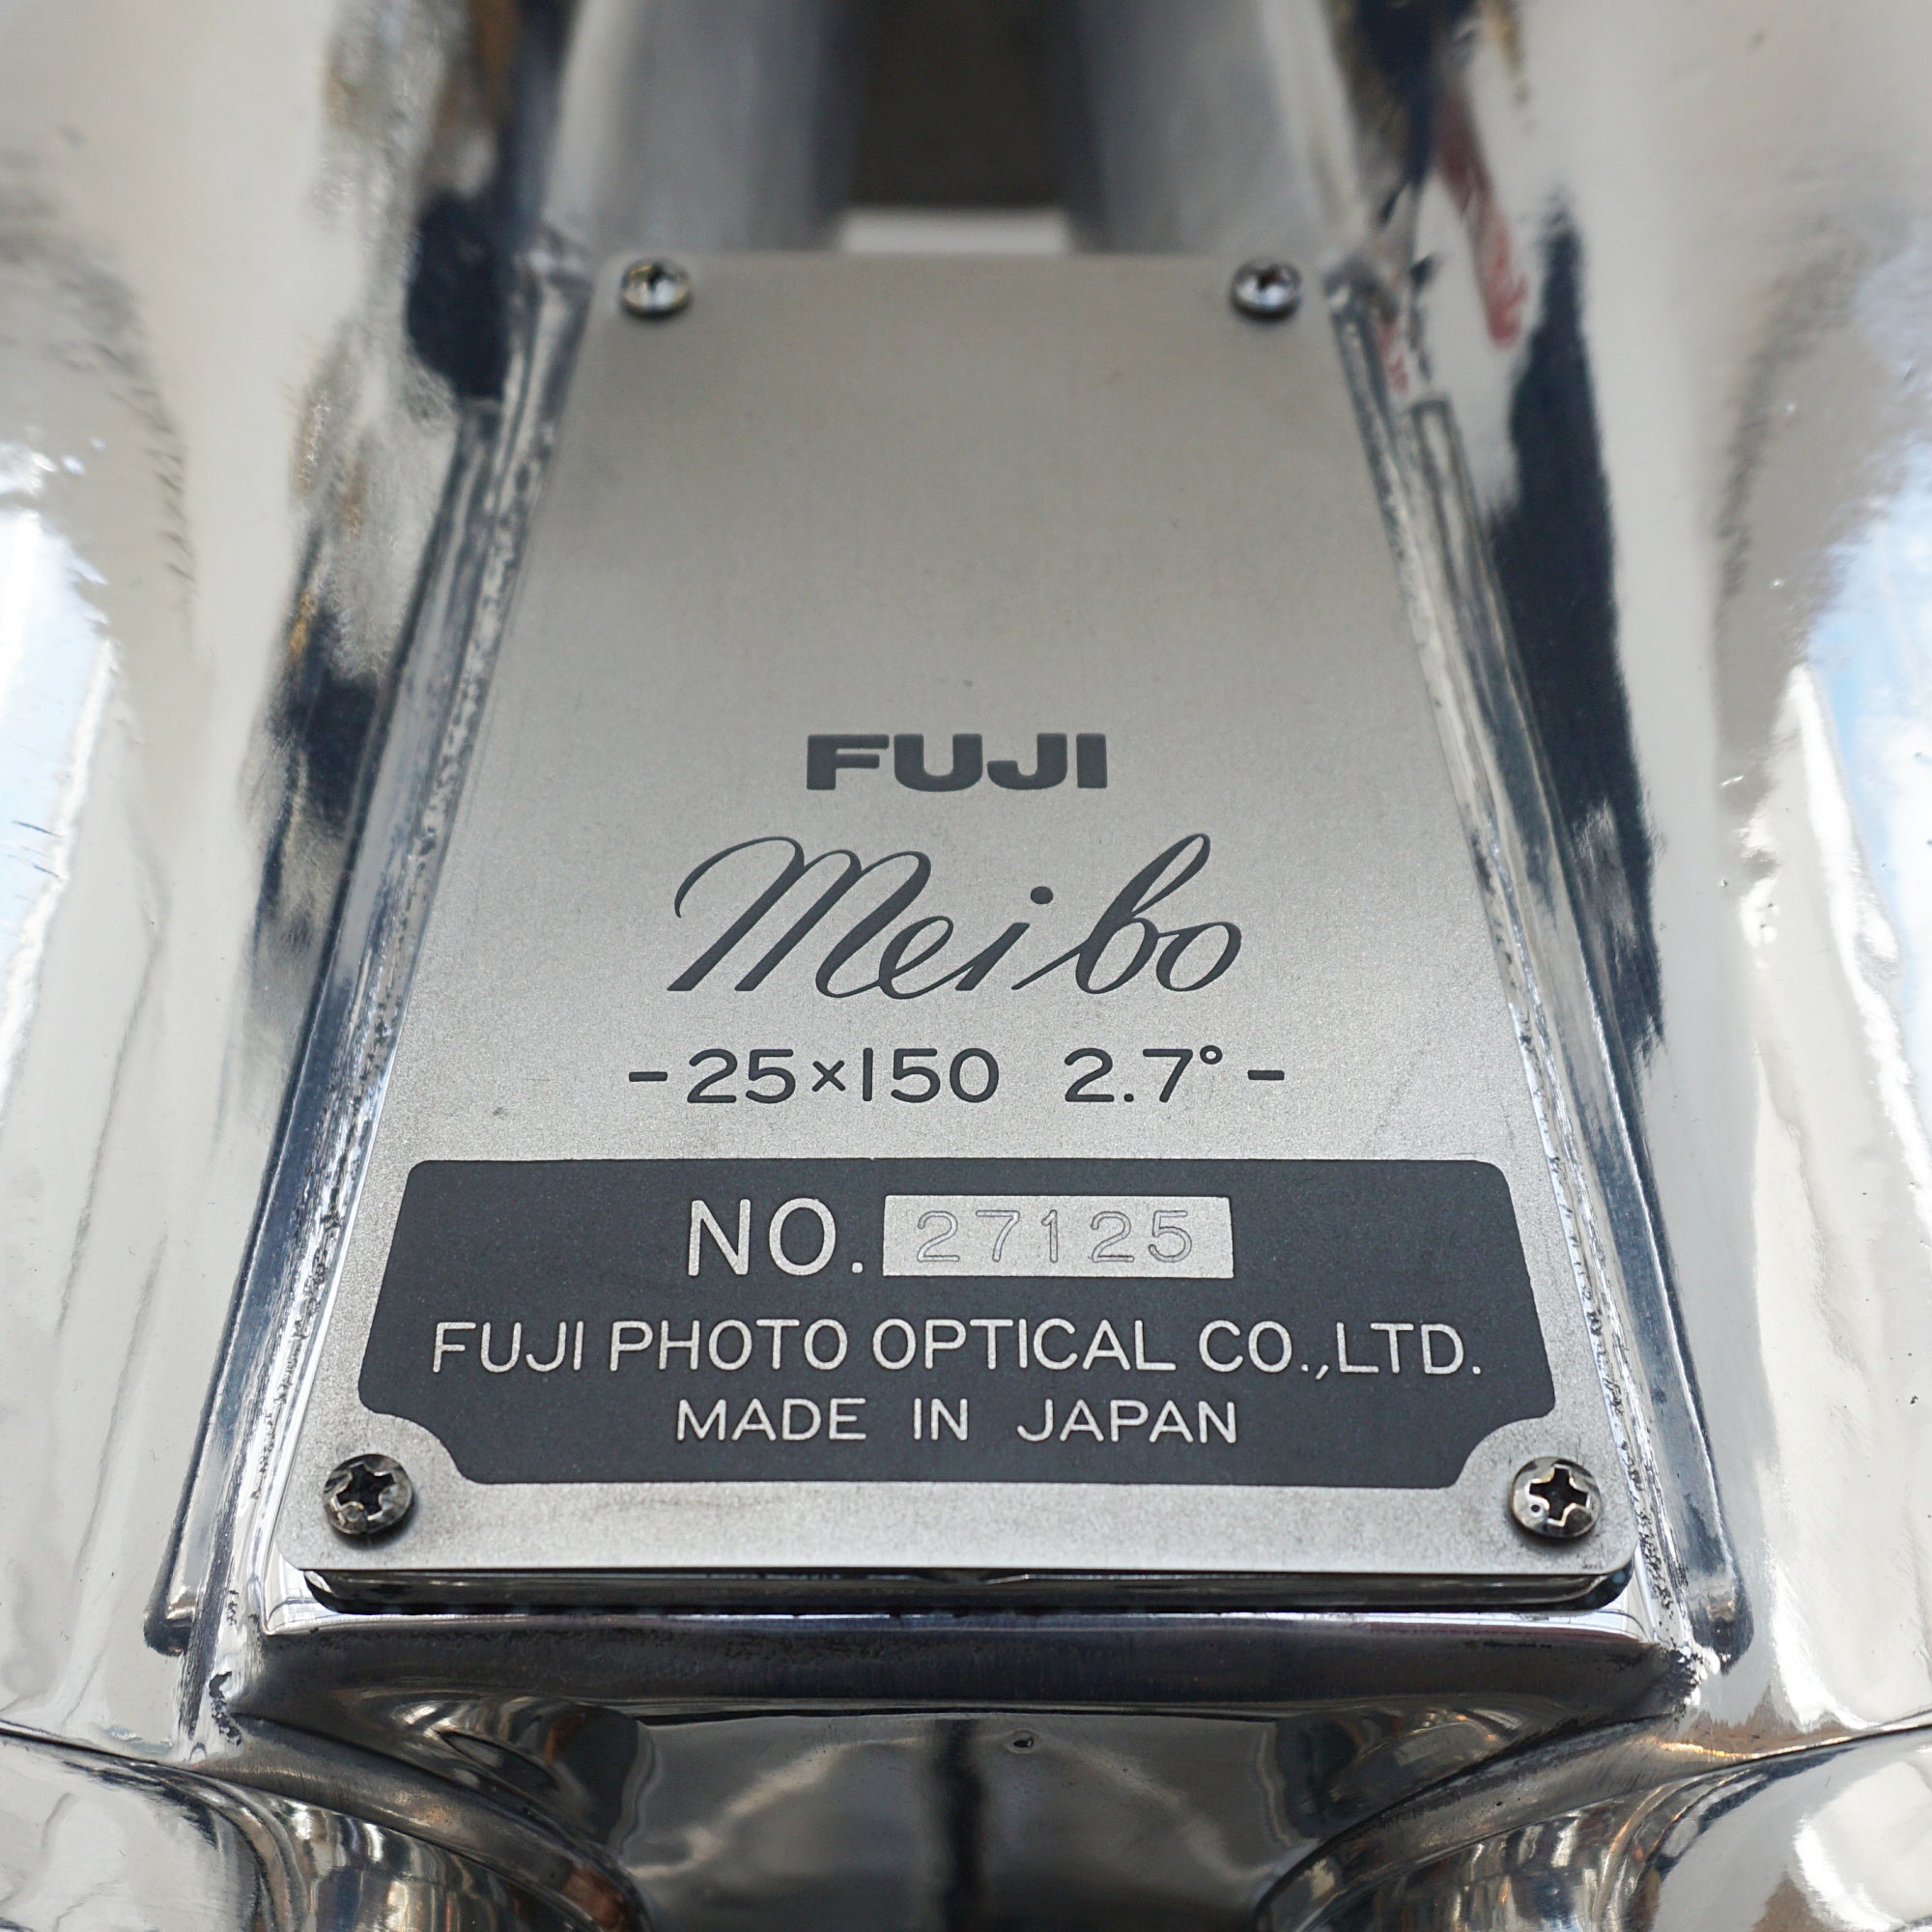 FUJI
Meibo
-25×150 2.7°-
NO. 27125
FUJI PHOTO OPTICAL CO.,LTD.
MADE IN JAPAN